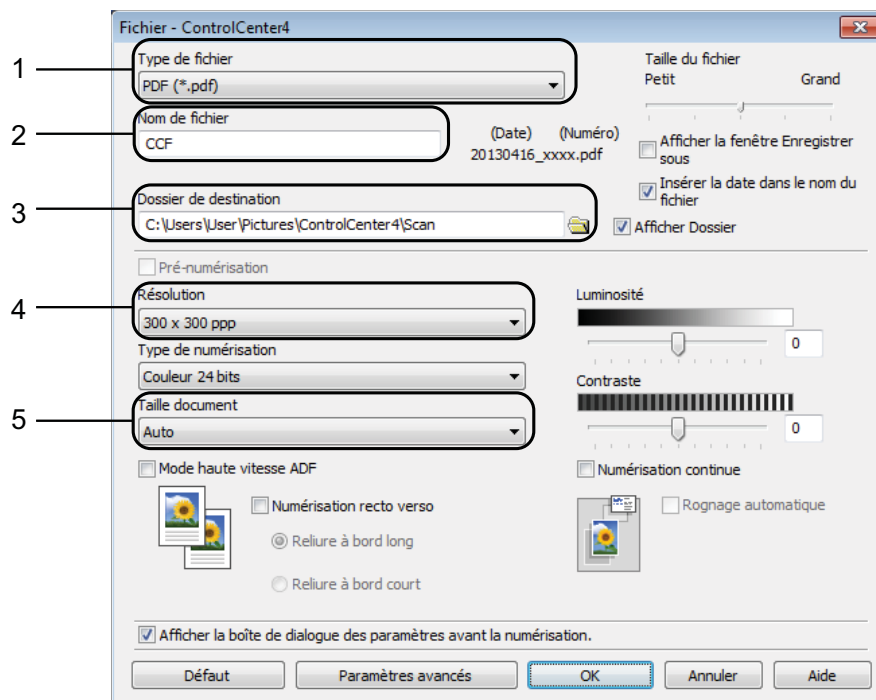 Fichier - ControlCenter4
1
Type de fichier
PDF (*.pdf)
Taille du fichier
Petit
Grand
2
Nom de fichier
CCF
(Date)
(Numéro)
20130416_xxxx.pdf
Afficher la fenêtre Enregistrer
sous
Insérer la date dans le nom du
fichier
3
Dossier de destination
C:\Users\User\Pictures\ControlCenter4\Scan
Afficher Dossier
Pré-numérisation
4
Résolution
300 x 300 ppp
Luminosité
0
Type de numérisation
Couleur 24 bits
Contraste
0
5
Taille document
Auto
Mode haute vitesse ADF
Numérisation continue
Numérisation recto verso
Rognage automatique
Reliure à bord long
Reliure à bord court
Afficher la boîte de dialogue des paramètres avant la numérisation.
Défaut
Paramètres avancés
OK
Annuler
Aide